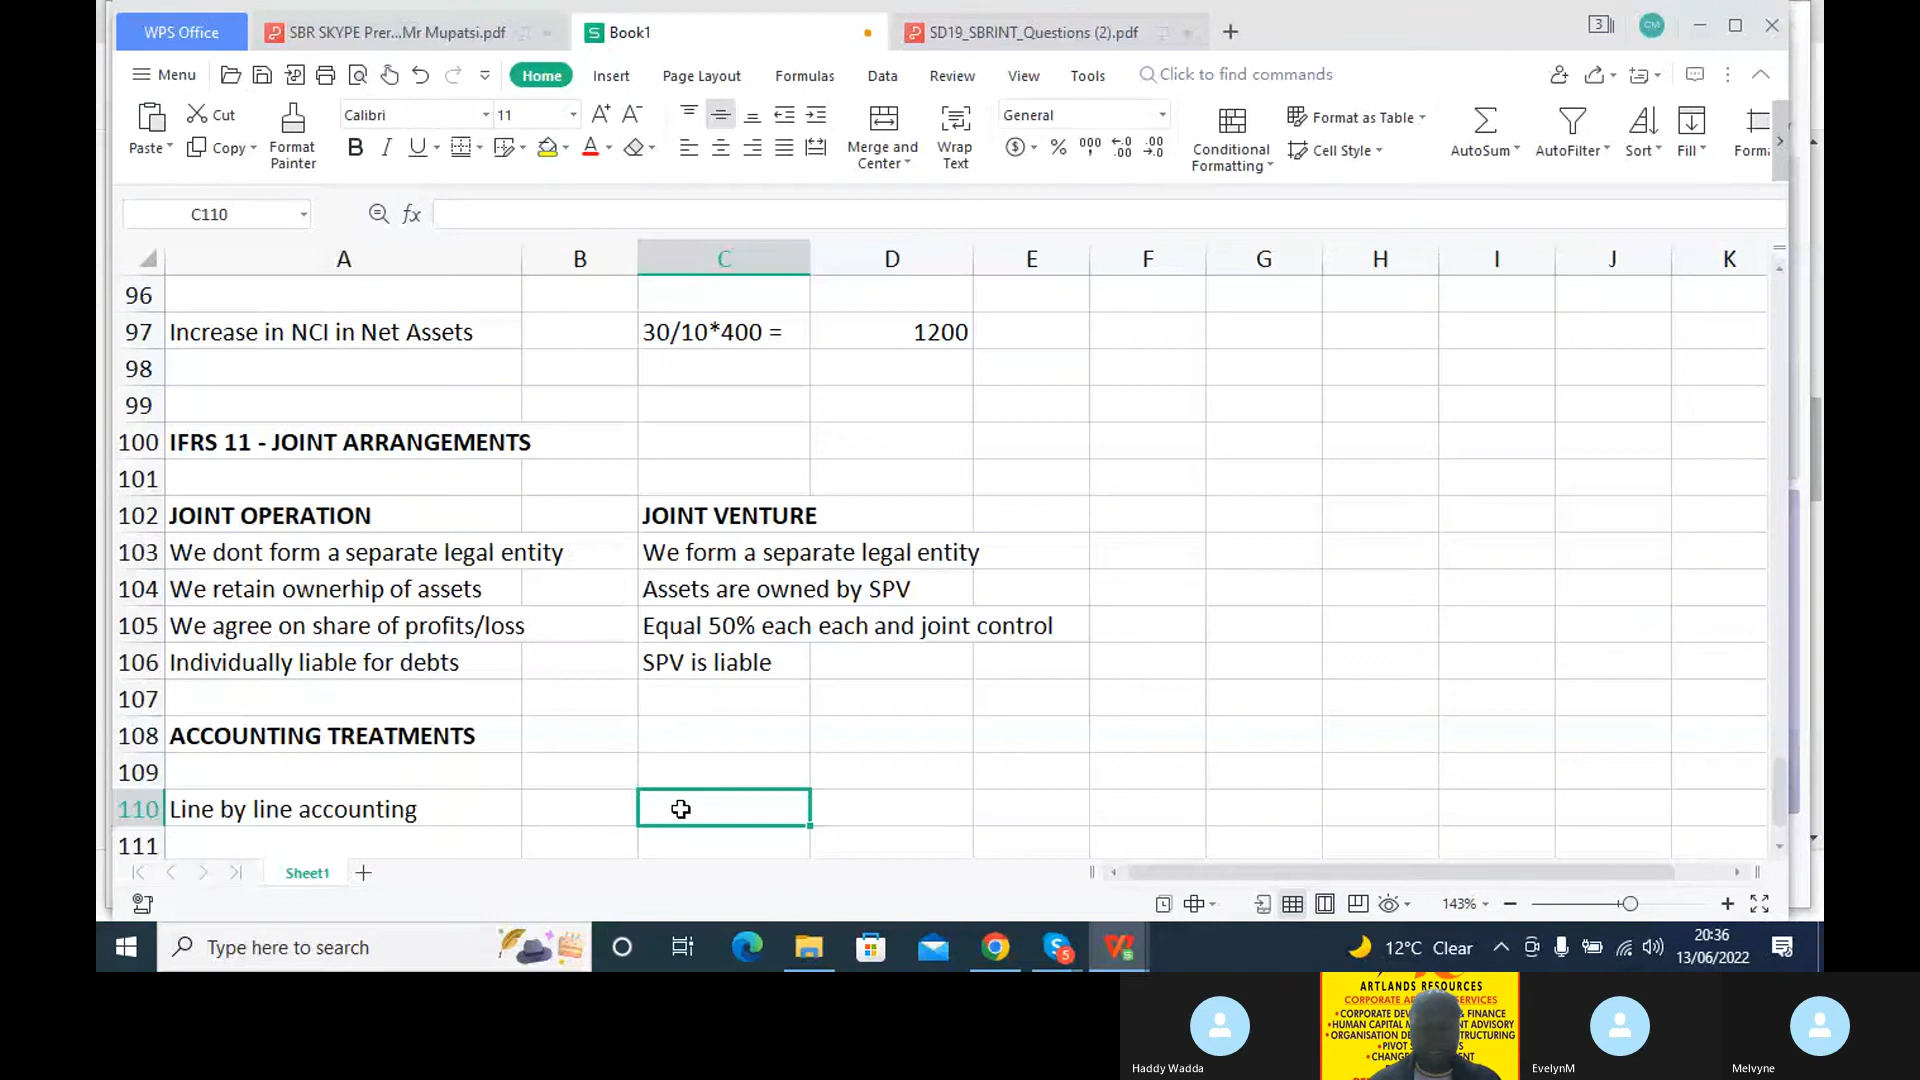 WPS Office
SBR SKYPE Prer...Mr Mupatsi.pdf
Book1
SD19_SBRINT_Questions (2).pdf
3
CM
Menu
Home
Insert
Page Layout
Formulas
Data
Review
View
Tools
Click to find commands
Paste
Cut
Copy
Format Painter
Calibri
11
A+ A-
B I U
Merge and Center
Wrap Text
General
Conditional Formatting
Format as Table
Cell Style
AutoSum
AutoFilter
Sort
Fill
Form
C110
fx
A B C D E F G H I J K
96
97 Increase in NCI in Net Assets 30/10*400 = 1200
98
99
100 IFRS 11 - JOINT ARRANGEMENTS
101
102 JOINT OPERATION JOINT VENTURE
103 We dont form a separate legal entity We form a separate legal entity
104 We retain ownerhip of assets Assets are owned by SPV
105 We agree on share of profits/loss Equal 50% each each and joint control
106 Individually liable for debts SPV is liable
107
108 ACCOUNTING TREATMENTS
109
110 Line by line accounting
111
Sheet1
143%
Type here to search
5
12°C Clear
20:36
13/06/2022
ARTLANDS RESOURCES
Haddy Wadda
EvelynM
Melvyne